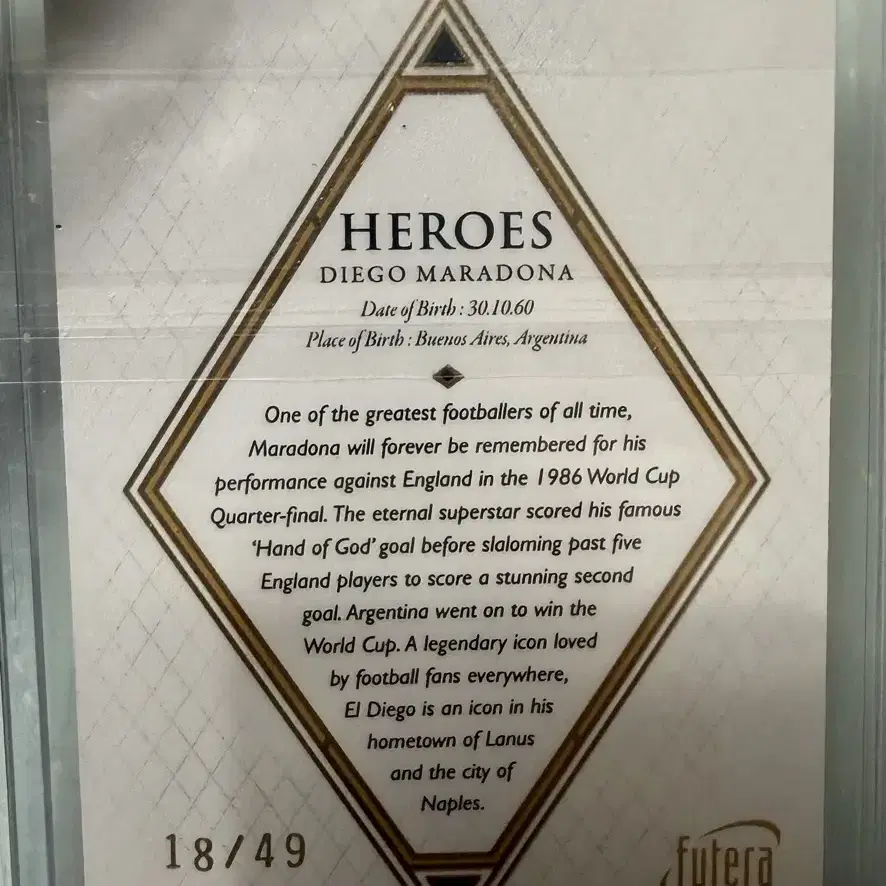 HEROES
DIEGO MARADONA
Date of Birth : 30.10.60
Place of Birth : Buenos Aires, Argentina
One of the greatest footballers of all time,
Maradona will forever be remembered for his
performance against England in the 1986 World Cup
Quarter-final. The eternal superstar scored his famous
‘Hand of God’ goal before slaloming past five
England players to score a stunning second
goal. Argentina went on to win the
World Cup. A legendary icon loved
by football fans everywhere,
El Diego is an icon in his
hometown of Lanus
and the city of
Naples.
18/49
futera